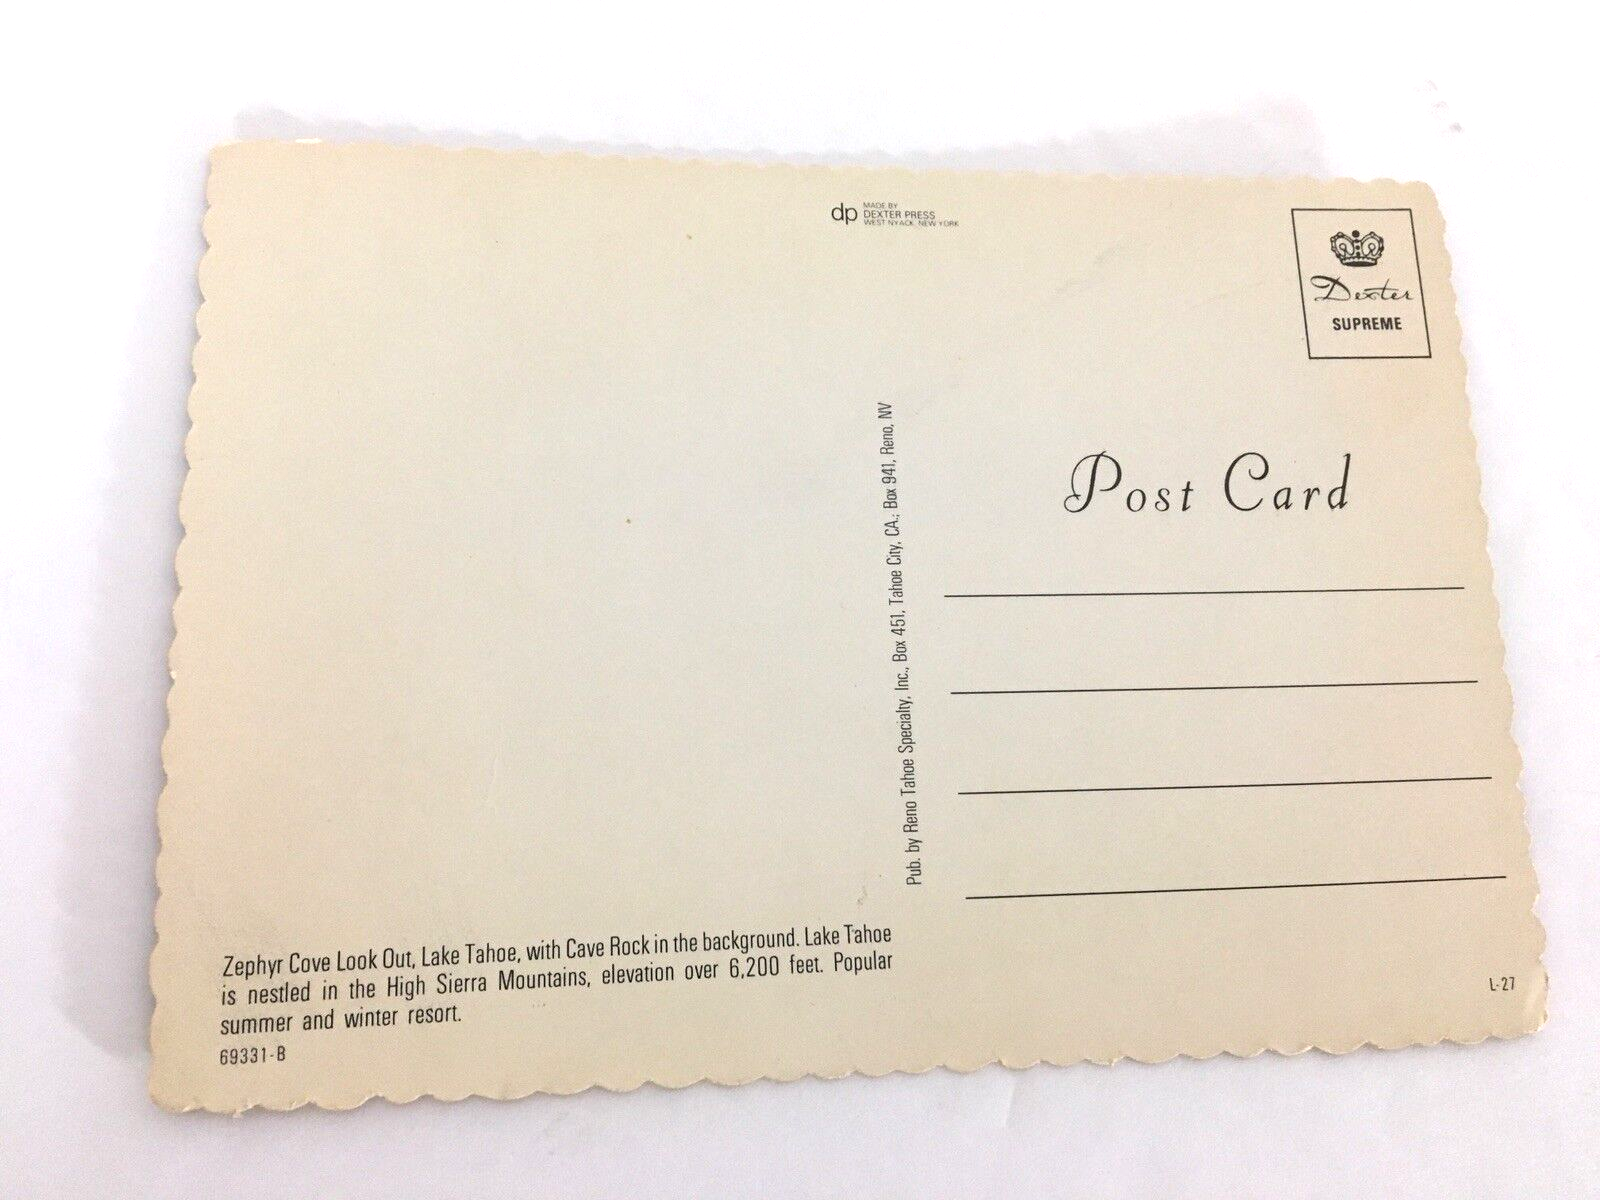 dp MADE BY
DEXTER PRESS
WEST NYACK, NEW YORK
Dexter
SUPREME
Post Card
Pub. by Reno Tahoe Specialty, Inc., Box 451, Tahoe City, CA.; Box 941, Reno, NV
Zephyr Cove Look Out, Lake Tahoe, with Cave Rock in the background. Lake Tahoe
is nestled in the High Sierra Mountains, elevation over 6,200 feet. Popular
summer and winter resort.
69331-B
L-27